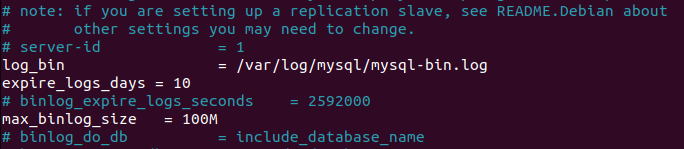 # note: if you are setting up a replication slave, see README.Debian about
#       other settings you may need to change.
# server-id              = 1
log_bin                  = /var/log/mysql/mysql-bin.log
expire_logs_days = 10
# binlog_expire_logs_seconds    = 2592000
max_binlog_size   = 100M
# binlog_do_db           = include_database_name